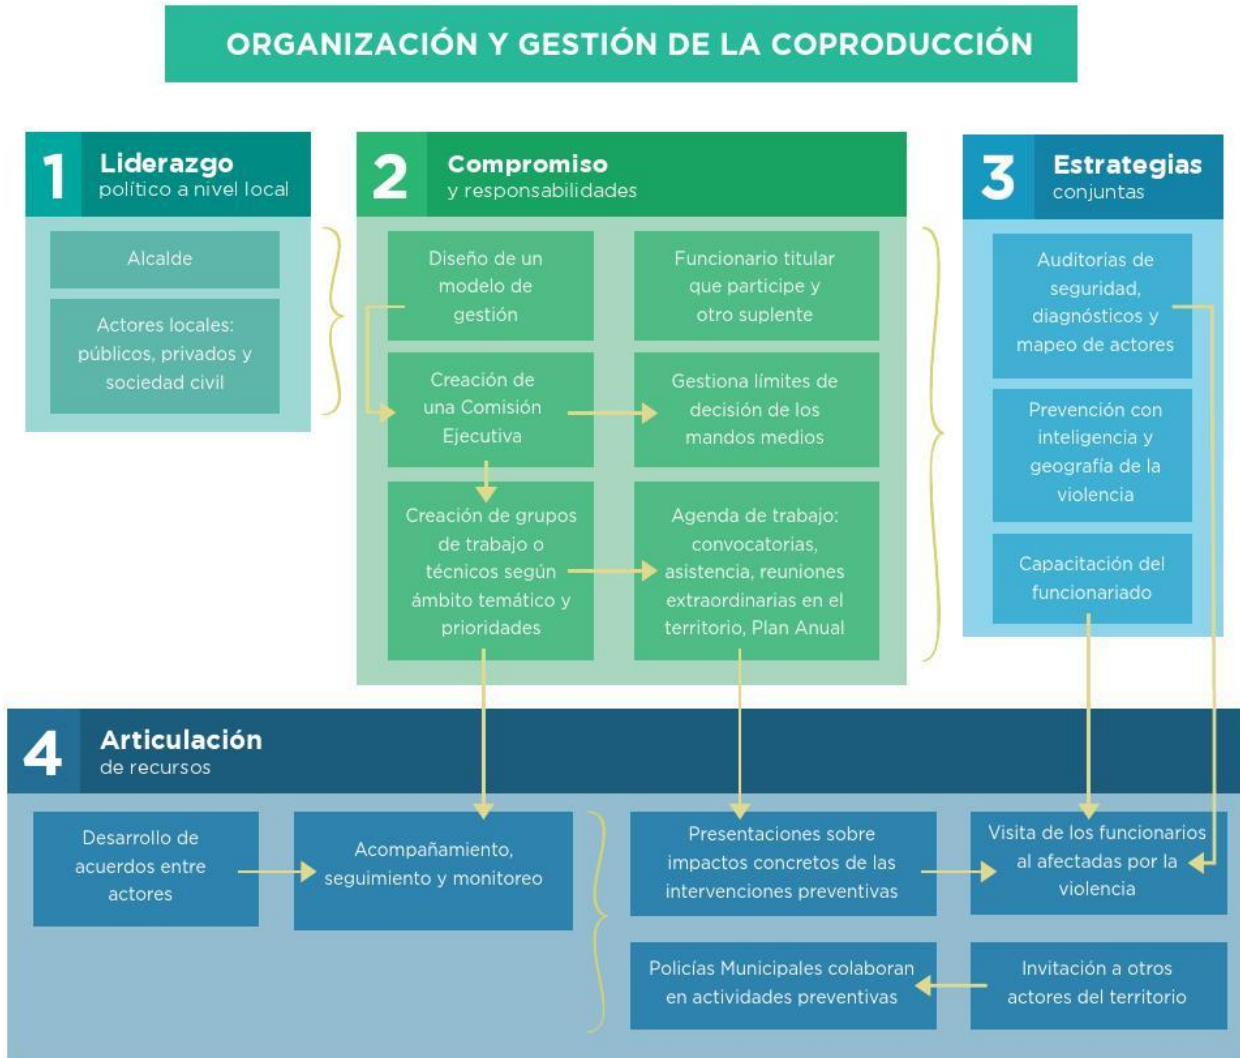 ORGANIZACIÓN Y GESTIÓN DE LA COPRODUCCIÓN
1
Liderazgo
político a nivel local
Alcalde
Actores locales:
públicos, privados y
sociedad civil
2
Compromiso
y responsabilidades
Diseño de un
modelo de
gestión
Funcionario titular
que participe y
otro suplente
Creación de
una Comisión
Ejecutiva
Gestiona límites de
decisión de los
mandos medios
Creación de grupos
de trabajo o
técnicos según
ámbito temático y
prioridades
Agenda de trabajo:
convocatorias,
asistencia, reuniones
extraordinarias en el
territorio, Plan Anual
3
Estrategias
conjuntas
Auditorías de
seguridad,
diagnósticos y
mapeo de actores
Prevención con
inteligencia y
geografía de la
violencia
Capacitación del
funcionariado
4
Articulación
de recursos
Desarrollo de
acuerdos entre
actores
Acompañamiento,
seguimiento y monitoreo
Presentaciones sobre
impactos concretos de las
intervenciones preventivas
Visita de los funcionarios
al afectadas por la
violencia
Policías Municipales colaboran
en actividades preventivas
Invitación a otros
actores del territorio